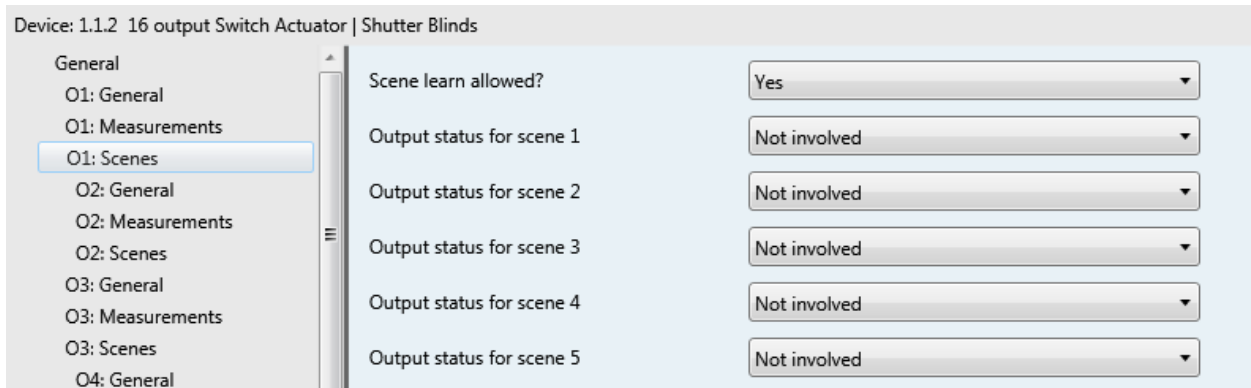 Device: 1.1.2 16 output Switch Actuator | Shutter Blinds
General
O1: General
O1: Measurements
O1: Scenes
O2: General
O2: Measurements
O2: Scenes
O3: General
O3: Measurements
O3: Scenes
O4: General
Scene learn allowed? Yes
Output status for scene 1 Not involved
Output status for scene 2 Not involved
Output status for scene 3 Not involved
Output status for scene 4 Not involved
Output status for scene 5 Not involved